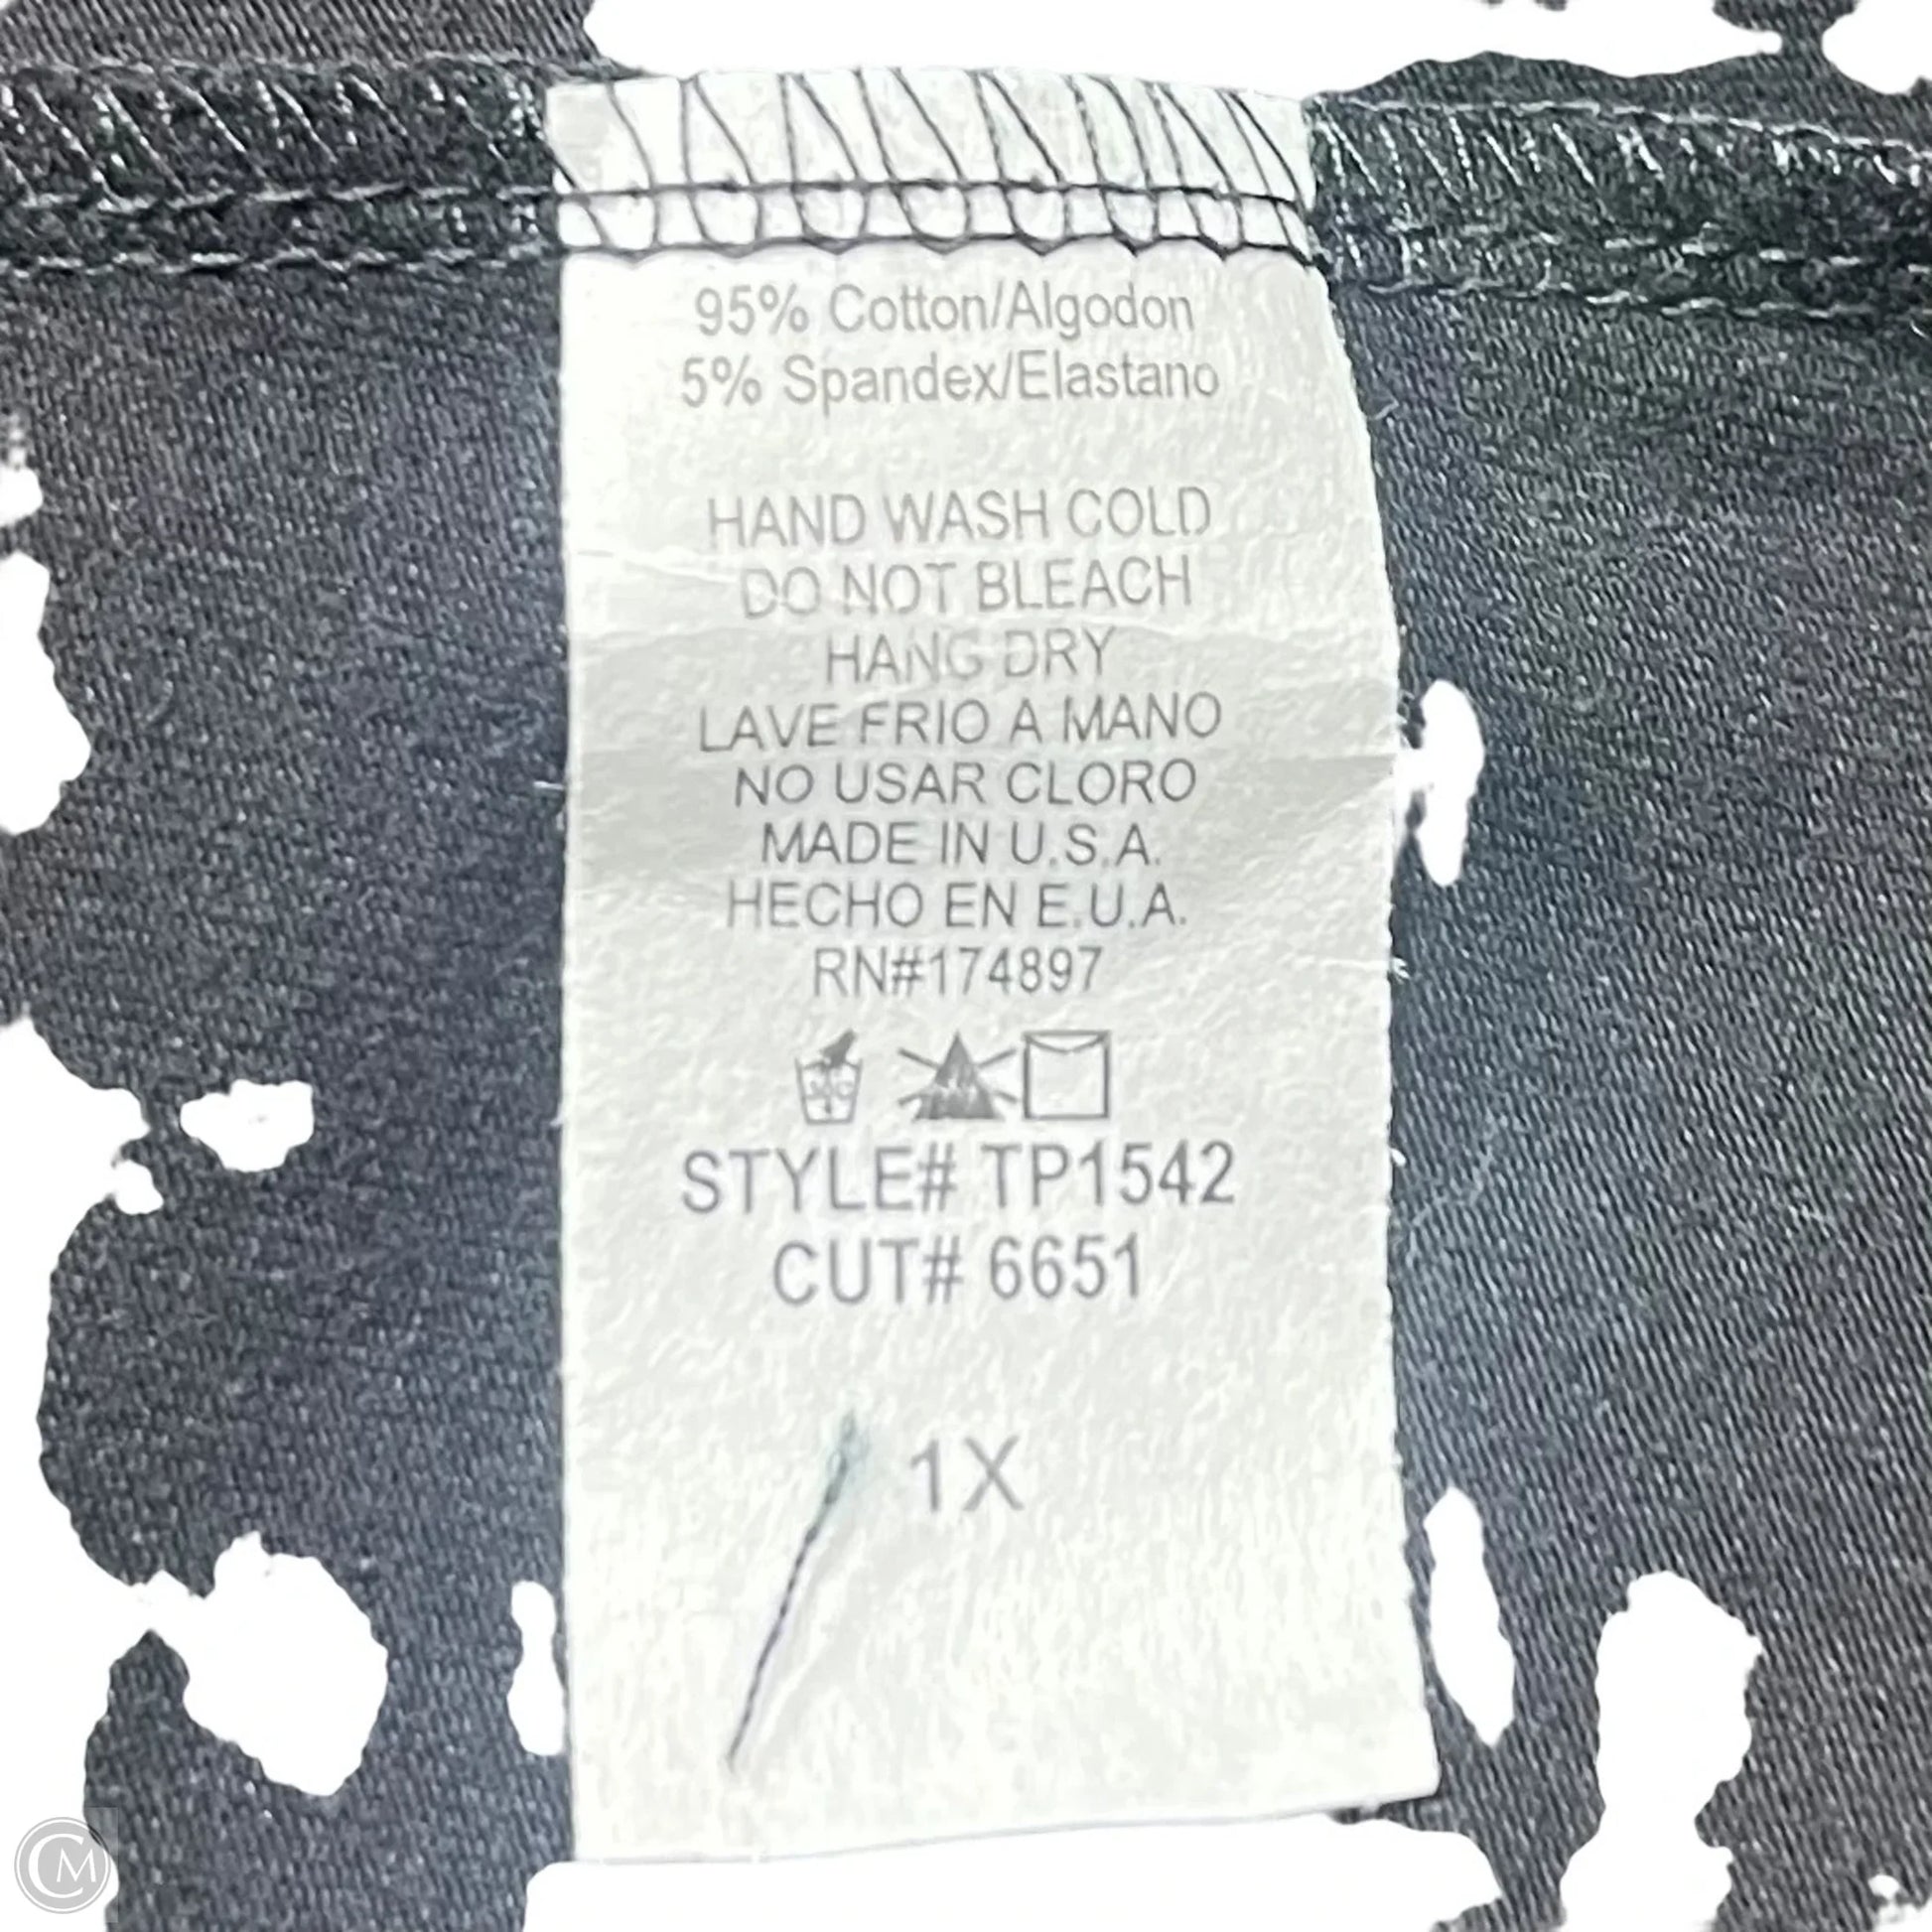 95% Cotton/Algodon
5% Spandex/Elastano
HAND WASH COLD
DO NOT BLEACH
HANG DRY
LAVE FRIO A MANO
NO USAR CLORO
MADE IN U.S.A.
HECHO EN E.U.A.
RN#174897
STYLE# TP1542
CUT# 6651
1X
CM